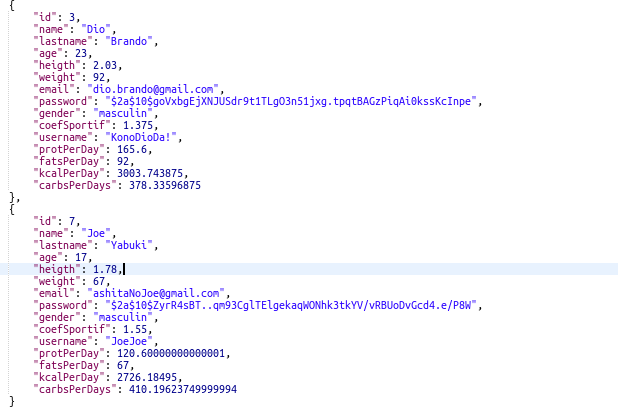 {
"id": 3,
"name": "Dio",
"lastname": "Brando",
"age": 23,
"heigth": 2.03,
"weight": 92,
"email": "dio.brando@gmail.com",
"password": "$2a$10$goVxbgEjXNJUSdr9t1TLgO3n51jxg.tpqtBAGzPiqAi0kssKcInpe",
"gender": "masculin",
"coefSportif": 1.375,
"username": "KonoDioDa!",
"protPerDay": 165.6,
"fatsPerDay": 92,
"kcalPerDay": 3003.743875,
"carbsPerDays": 378.33596875
},
{
"id": 7,
"name": "Joe",
"lastname": "Yabuki",
"age": 17,
"heigth": 1.78,
"weight": 67,
"email": "ashitaNoJoe@gmail.com",
"password": "$2a$10$ZyrR4sBT..qm93CglTElgekaqWONhk3tkYV/vRBUoDvGcd4.e/P8W",
"gender": "masculin",
"coefSportif": 1.55,
"username": "JoeJoe",
"protPerDay": 120.60000000000001,
"fatsPerDay": 67,
"kcalPerDay": 2726.18495,
"carbsPerDays": 410.19623749999994
}